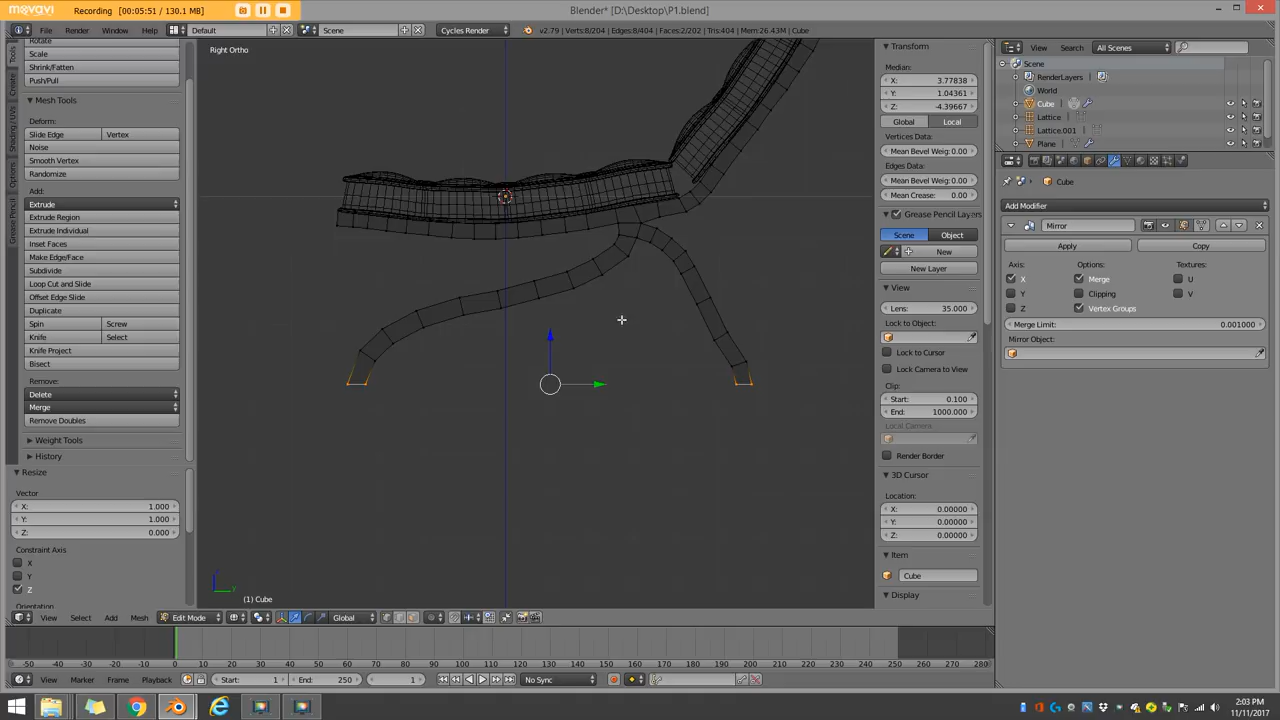 movavi Recording 00:05:51 / 130.1 MB Blender* [D:\Desktop\P1.blend]
File Render Window Help Default Scene Cycles Render v2.79 | Verts:8/204 | Edges:8/404 | Faces:2/202 | Tris:404 | Mem:26.43M | Cube
Tools
Create
Shading / UVs
Options
Grease Pencil
Rotate
Scale
Shrink/Fatten
Push/Pull
Mesh Tools
Deform:
Slide Edge Vertex
Noise
Smooth Vertex
Randomize
Add:
Extrude
Extrude Region
Extrude Individual
Inset Faces
Make Edge/Face
Subdivide
Loop Cut and Slide
Offset Edge Slide
Duplicate
Spin Screw
Knife Select
Knife Project
Bisect
Remove:
Delete
Merge
Remove Doubles
Weight Tools
History
Resize
Vector
X: 1.000
Y: 1.000
Z: 0.000
Constraint Axis
X
Y
Z
Orientation
Right Ortho
(1) Cube
Transform
Median:
X: 3.77838
Y: 1.04361
Z: -4.39667
Global Local
Vertices Data:
Mean Bevel Weig: 0.00
Edges Data:
Mean Bevel Weig: 0.00
Mean Crease: 0.00
Grease Pencil Layers
Scene Object
New
New Layer
View
Lens: 35.000
Lock to Object:
Lock to Cursor
Lock Camera to View
Clip:
Start: 0.100
End: 1000.000
Local Camera:
Render Border
3D Cursor
Location:
X: 0.00000
Y: 0.00000
Z: 0.00000
Item
Cube
Display
View Search All Scenes
Scene
RenderLayers
World
Cube
Lattice
Lattice.001
Plane
Cube
Add Modifier
Mirror
Apply Copy
Axis: Options: Textures:
X Merge U
Y Clipping V
Z Vertex Groups
Merge Limit: 0.001000
Mirror Object:
View Select Add Mesh Edit Mode Global
-50 -40 -30 -20 -10 0 10 20 30 40 50 60 70 80 90 100 110 120 130 140 150 160 170 180 190 200 210 220 230 240 250 260 270 280
View Marker Frame Playback Start: 1 End: 250 1 No Sync
2:03 PM
11/11/2017